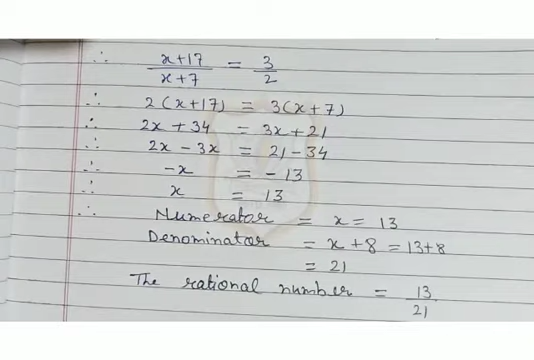 ∴ x+17 / x+7 = 3 / 2
∴ 2(x+17) = 3(x+7)
∴ 2x + 34 = 3x + 21
∴ 2x - 3x = 21 - 34
∴ -x = -13
∴ x = 13
∴ Numerator = x = 13
Denominator = x + 8 = 13+8
= 21
The rational number = 13 / 21